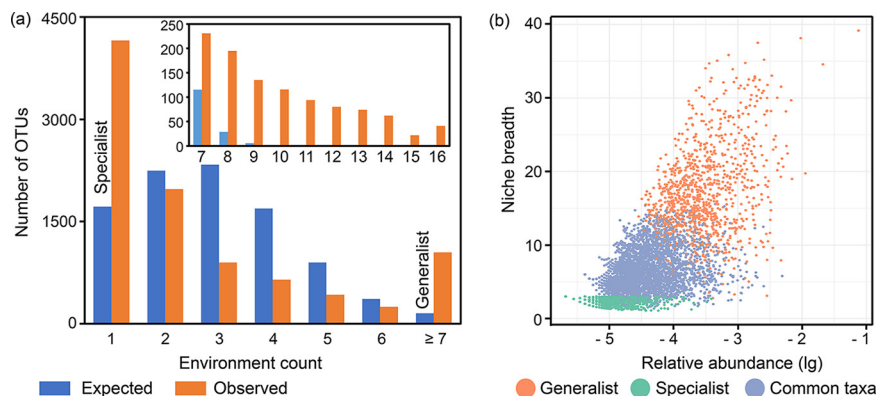 (a)
4500
3000
1500
0
Number of OTUs
Specialist
Generalist
250
200
150
100
50
0
7 8 9 10 11 12 13 14 15 16
1 2 3 4 5 6 ≥ 7
Environment count
Expected Observed
(b)
40
30
20
10
0
Niche breadth
- 5 - 4 - 3 - 2 - 1
Relative abundance (lg)
Generalist Specialist Common taxa